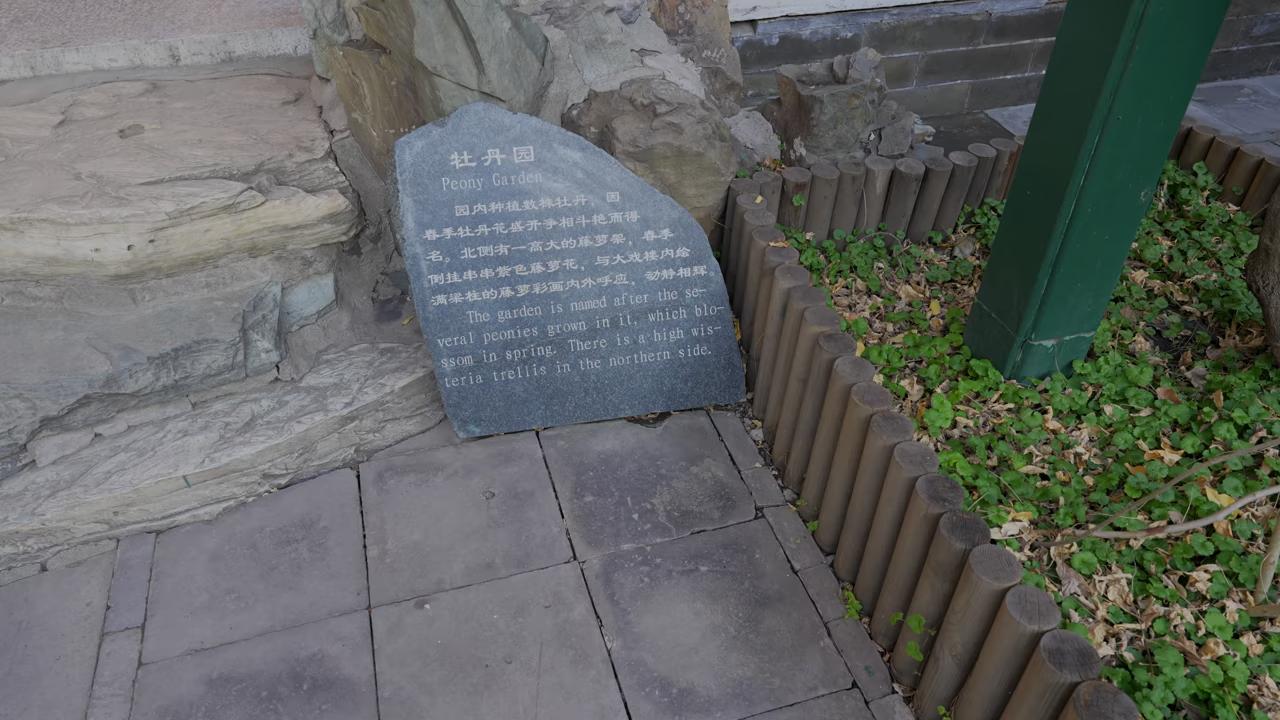 牡丹园
Peony Garden
园内种植数株牡丹，因
春季牡丹花盛开争相斗艳而得
名。北侧有一高大的藤萝架，春季
倒挂串串紫色藤萝花，与大戏楼内绘
满梁柱的藤萝彩画内外呼应，动静相辉。
The garden is named after the se-
veral peonies grown in it, which blo-
ssom in spring. There is a high wis-
teria trellis in the northern side.